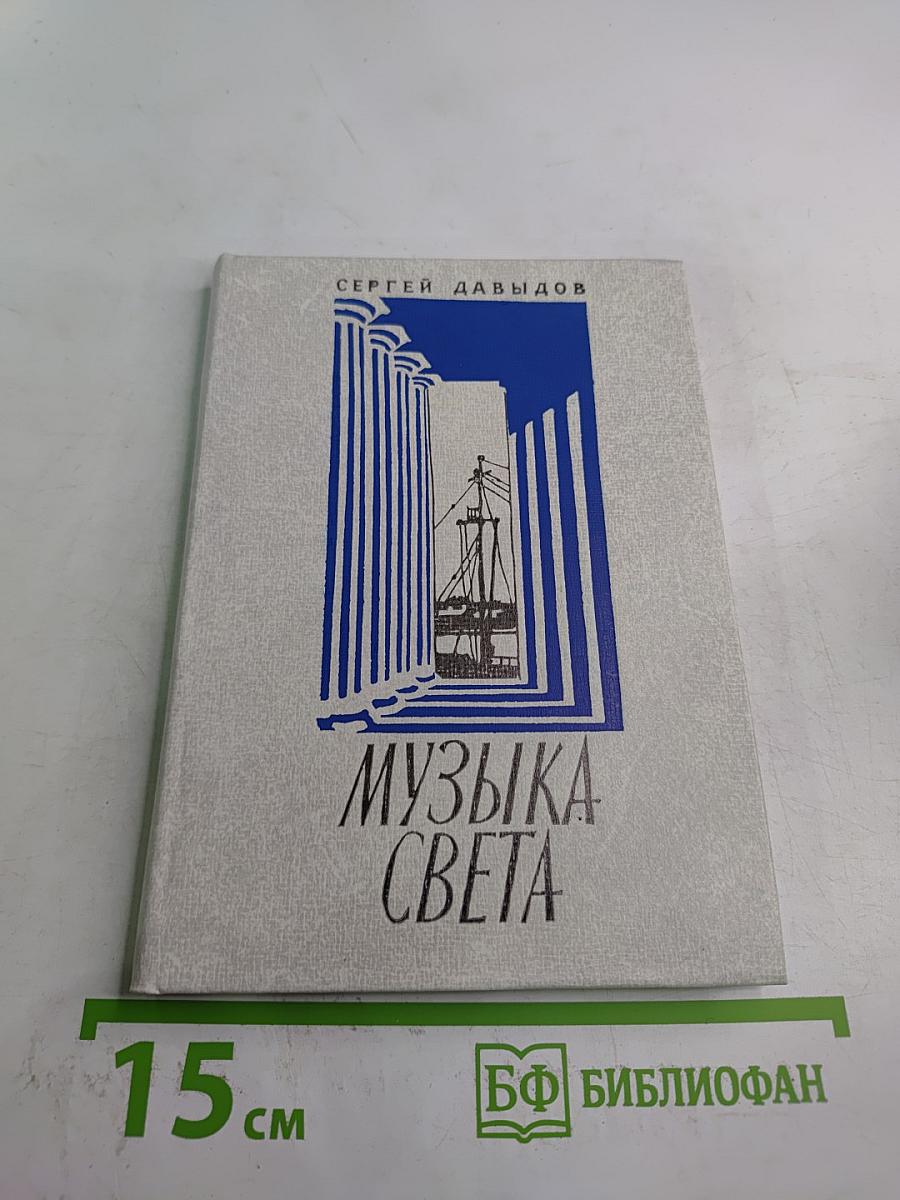 СЕРГЕЙ ДАВЫДОВ
МУЗЫКА
СВЕТА
15 см
БФ БИБЛИОФАН